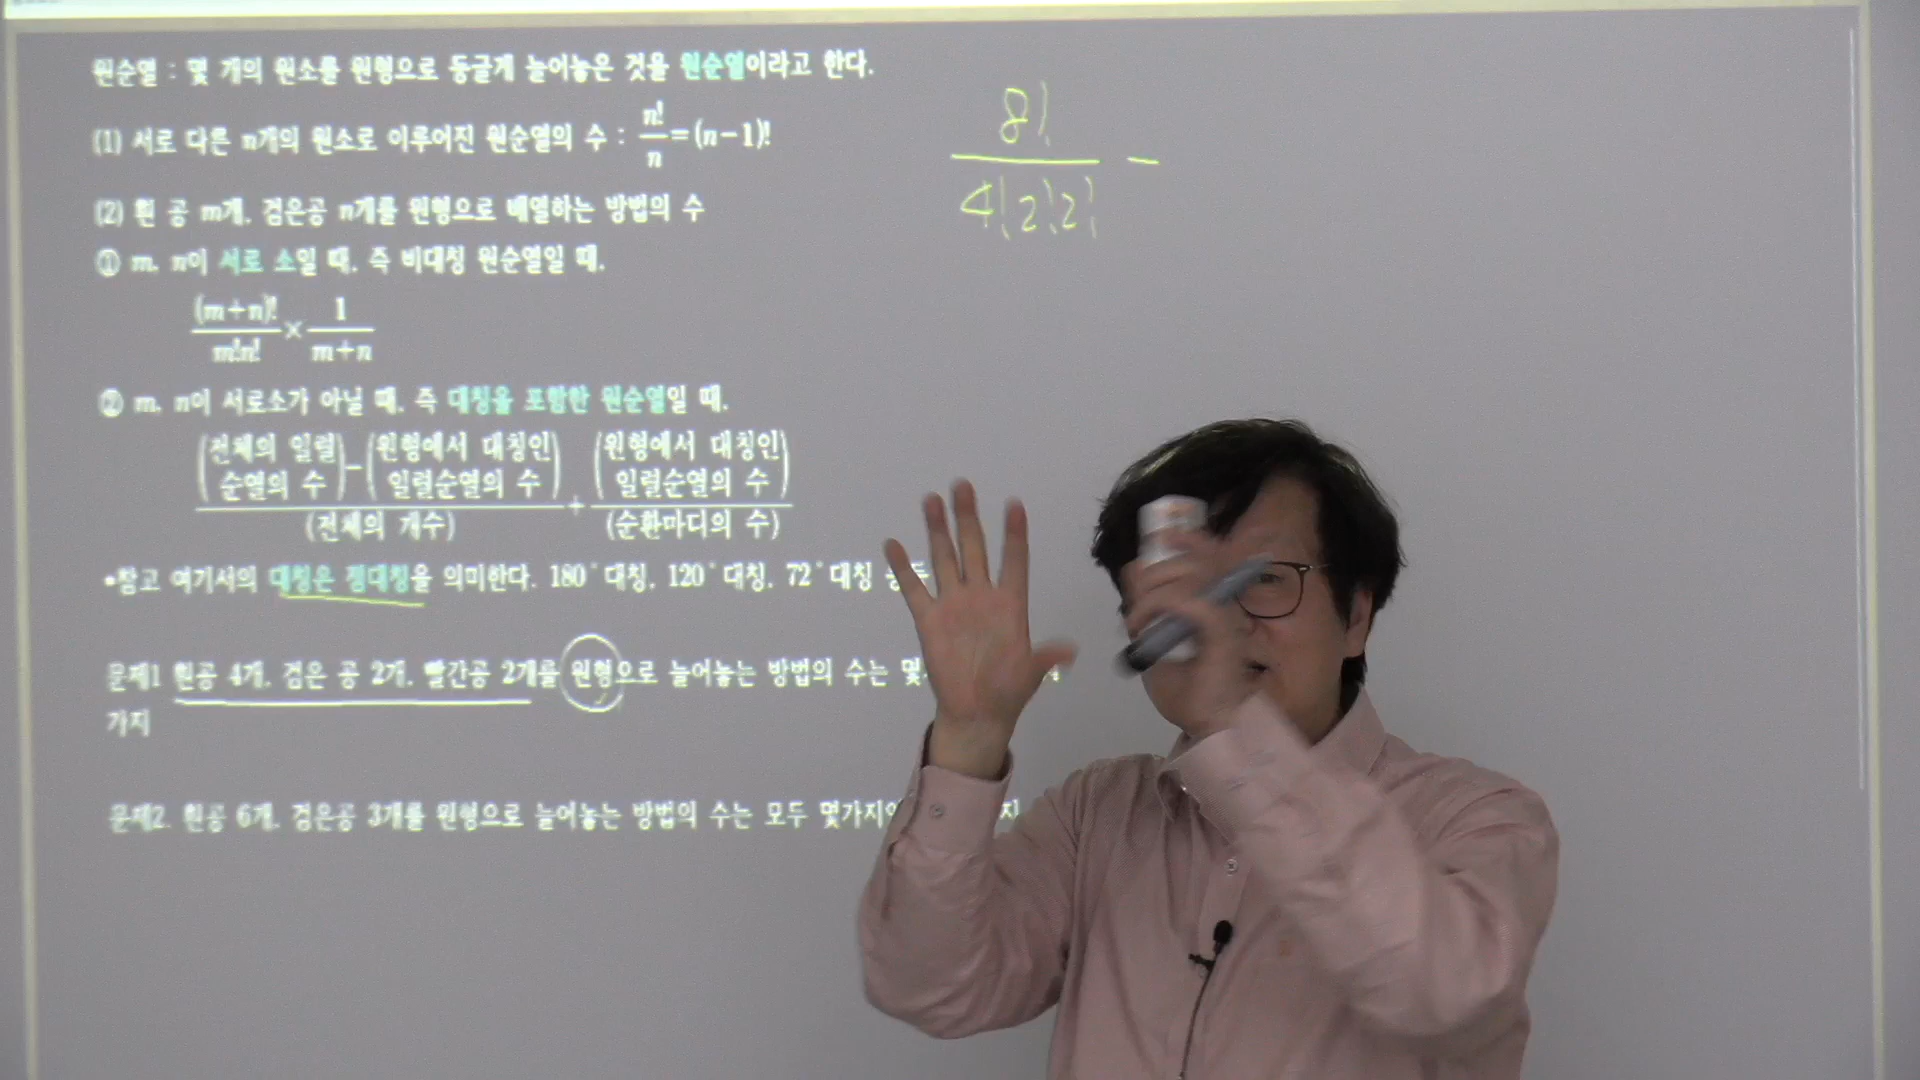 원순열 : 몇 개의 원소를 원형으로 둥글게 늘어놓은 것을 원순열이라고 한다.
(1) 서로 다른 n개의 원소로 이루어진 원순열의 수 : n!/n=(n-1)!
(2) 흰 공 m개, 검은공 n개를 원형으로 배열하는 방법의 수
① m, n이 서로 소일 때, 즉 비대칭 원순열일 때,
(m+n)!/m!n! × 1/m+n
② m, n이 서로소가 아닐 때, 즉 대칭을 포함한 원순열일 때,
(전체의 일렬 순열의 수)-(원형에서 대칭인 일렬순열의 수)/(전체의 개수) + (원형에서 대칭인 일렬순열의 수)/(순환마디의 수)
•참고 여기서의 대칭은 점대칭을 의미한다. 180°대칭, 120°대칭, 72°대칭
문제1 흰공 4개, 검은 공 2개, 빨간공 2개를 원형으로 늘어놓는 방법의 수는
가지
문제2. 흰공 6개, 검은공 3개를 원형으로 늘어놓는 방법의 수는 모두
8!/4!2!2! −